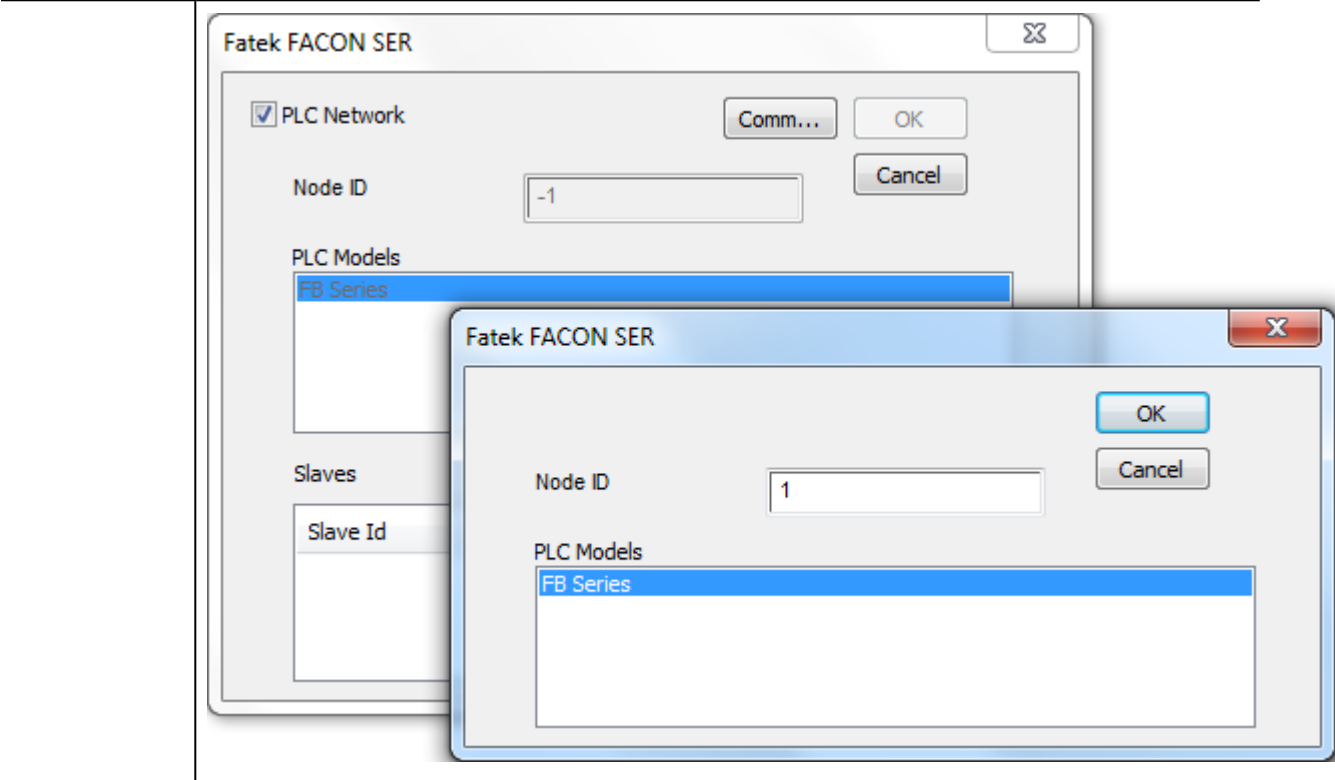 Fatek FACON SER
PLC Network
Comm...
OK
Cancel
Node ID
-1
PLC Models
FB Series
Slaves
Slave Id
Fatek FACON SER
OK
Cancel
Node ID
1
PLC Models
FB Series